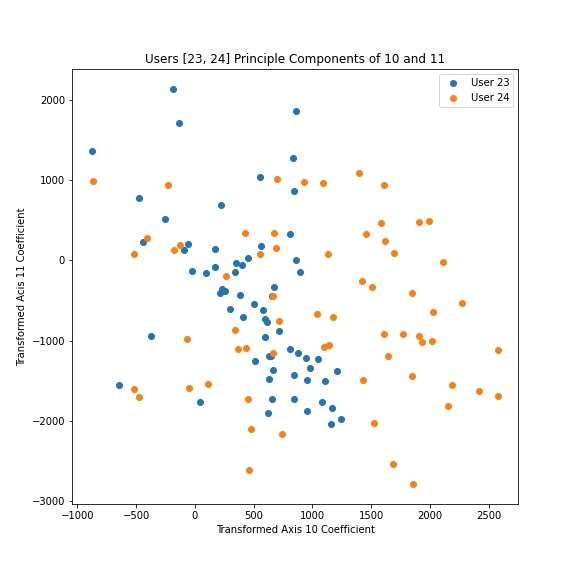 Users [23, 24] Principle Components of 10 and 11
User 23
User 24
2000
1000
0
−1000
−2000
−3000
Transformed Acis 11 Coefficient
−1000 −500 0 500 1000 1500 2000 2500
Transformed Axis 10 Coefficient